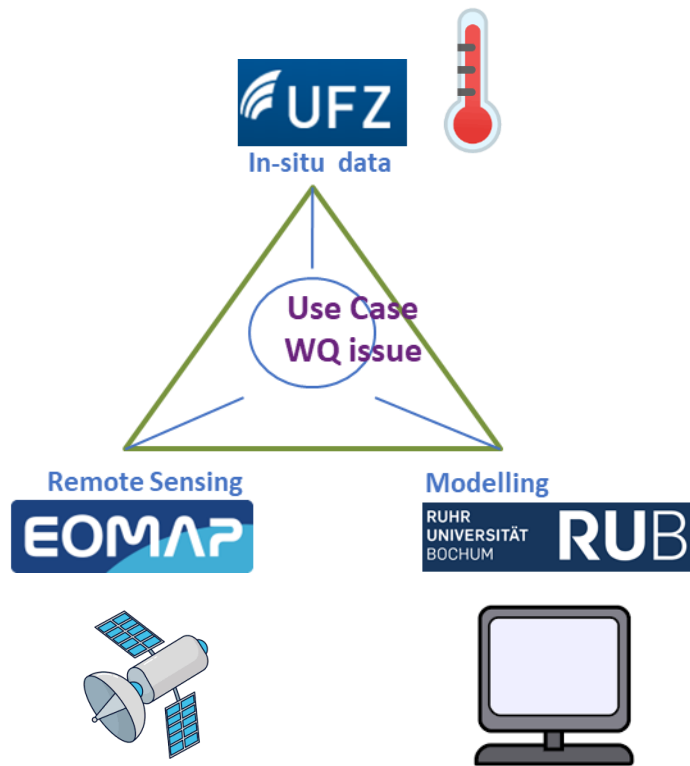 UFZ
In-situ data
Use Case
WQ issue
Remote Sensing
EOMAP
Modelling
RUHR
UNIVERSITÄT
BOCHUM
RUB